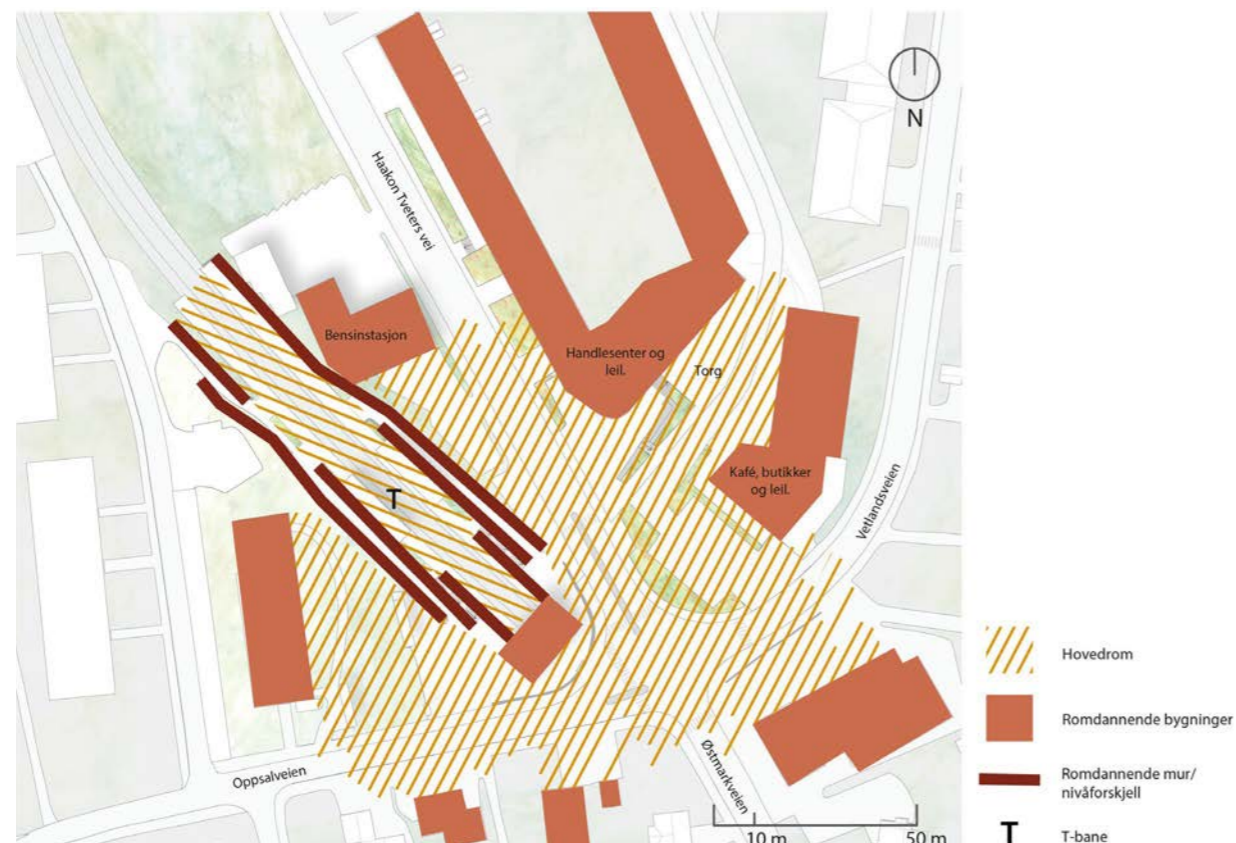 N
Haakon Tveters vei
Bensinstasjon
Handlesenter og
leil.
Torg
Kafé, butikker
og leil.
Vetlandsveien
T
Oppsalveien
Østmarkveien
10 m
50 m
Hovedrom
Romdannende bygninger
Romdannende mur/
nivåforskjell
T
T-bane